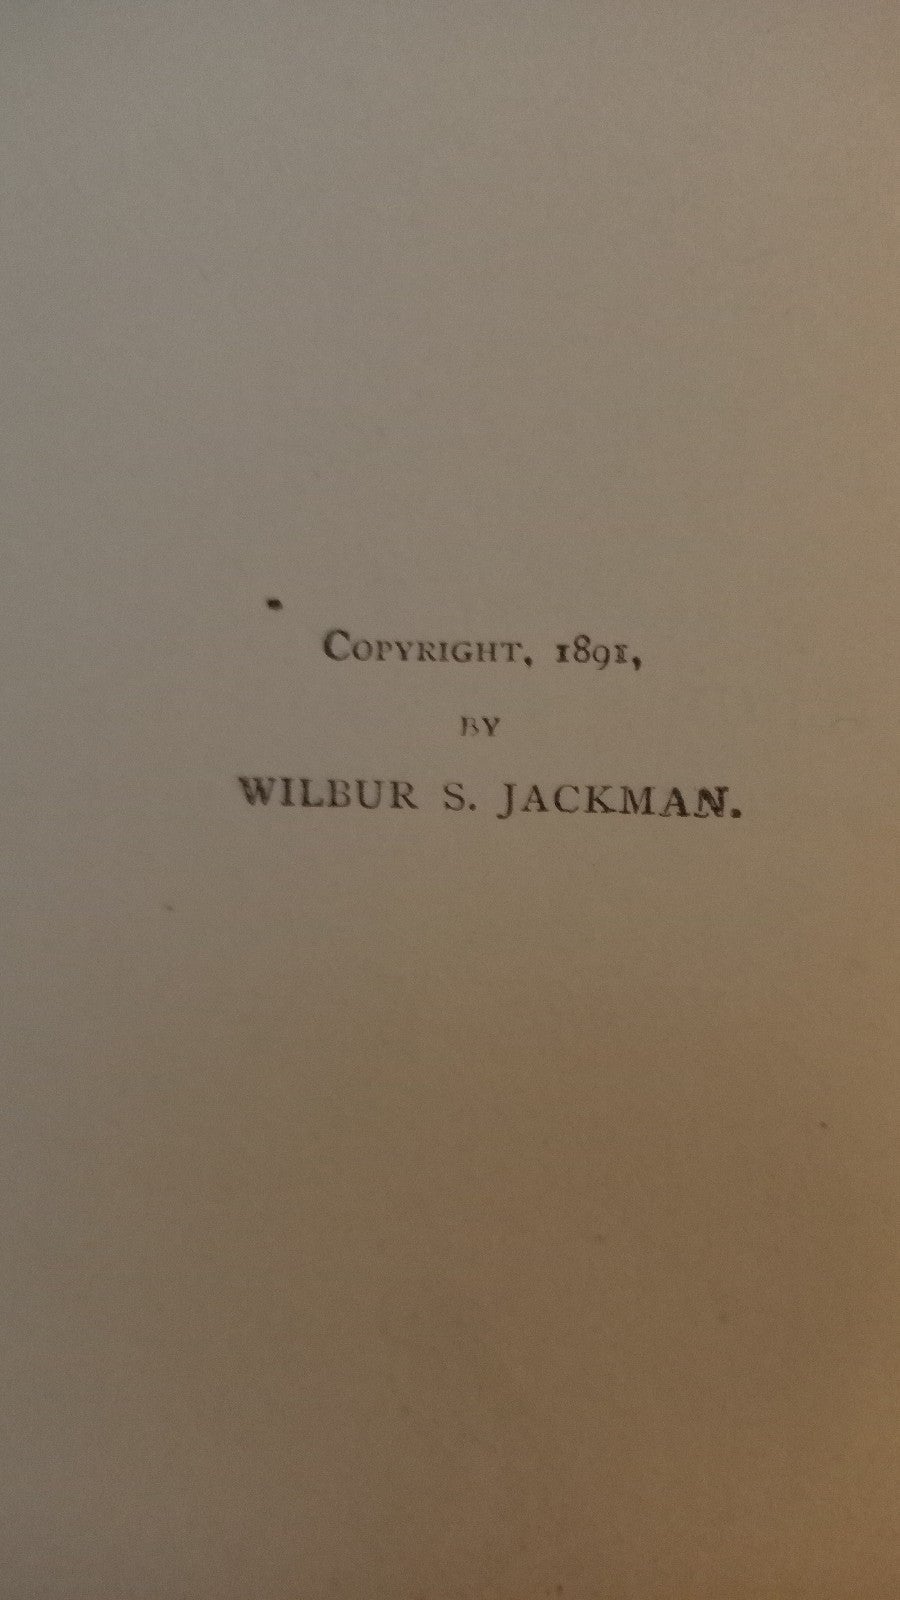 COPYRIGHT, 1891,
BY
WILBUR S. JACKMAN.